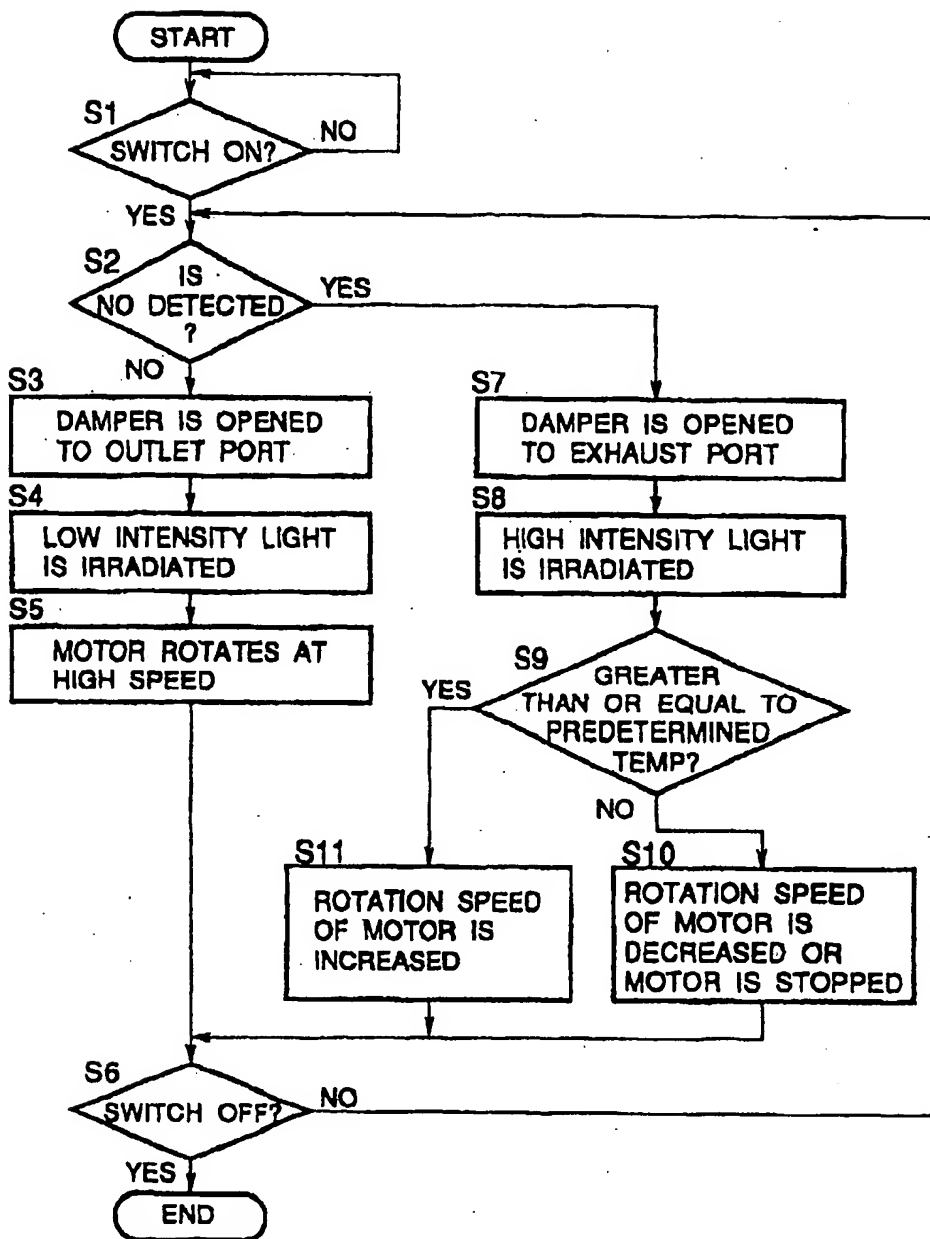 START
S1
SWITCH ON?
NO
YES
S2
IS
NO DETECTED
?
YES
NO
S3
DAMPER IS OPENED
TO OUTLET PORT
S4
LOW INTENSITY LIGHT
IS IRRADIATED
S5
MOTOR ROTATES AT
HIGH SPEED
S7
DAMPER IS OPENED
TO EXHAUST PORT
S8
HIGH INTENSITY LIGHT
IS IRRADIATED
S9
GREATER
THAN OR EQUAL TO
PREDETERMINED
TEMP?
YES
NO
S11
ROTATION SPEED
OF MOTOR IS
INCREASED
S10
ROTATION SPEED
OF MOTOR IS
DECREASED OR
MOTOR IS STOPPED
S6
SWITCH OFF?
NO
YES
END